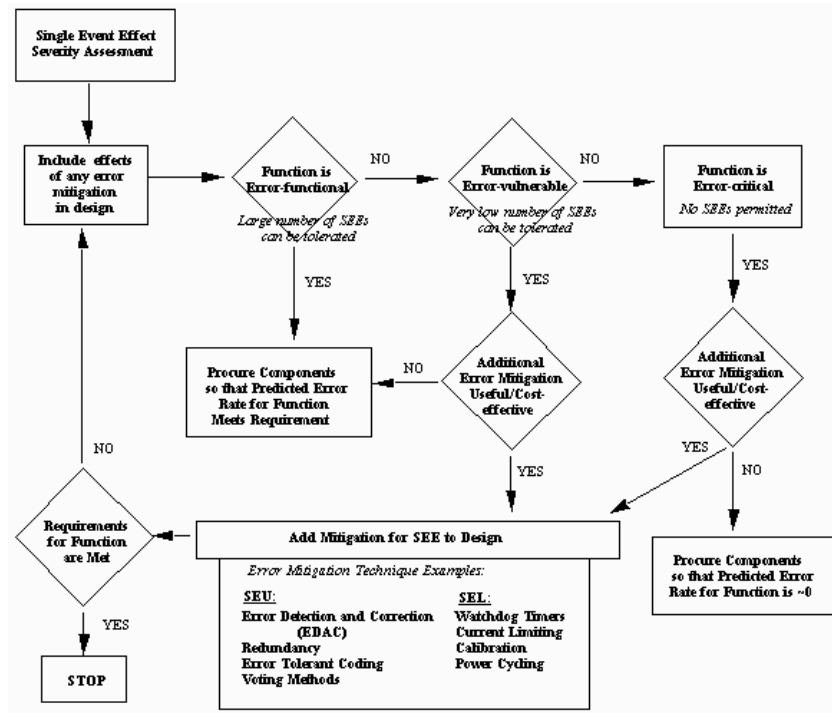 Single Event Effect
Severity Assessment
Include effects
of any error
mitigation
in design
Function is
Error-functional
Large number of SEEs
can be tolerated
NO
Function is
Error-vulnerable
Very low number of SEEs
can be tolerated
NO
Function is
Error-critical
No SEEs permitted
YES
YES
YES
Procure Components
so that Predicted Error
Rate for Function
Meets Requirement
NO
Additional
Error Mitigation
Useful/Cost-
effective
Additional
Error Mitigation
Useful/Cost-
effective
NO
YES
YES
NO
Requirements
for Function
are Met
Add Mitigation for SEE to Design
Error Mitigation Technique Examples:
SEU:
Error Detection and Correction
(EDAC)
Redundancy
Error Tolerant Coding
Voting Methods
SEL:
Watchdog Timers
Current Limiting
Calibration
Power Cycling
Procure Components
so that Predicted Error
Rate for Function is ~0
YES
STOP